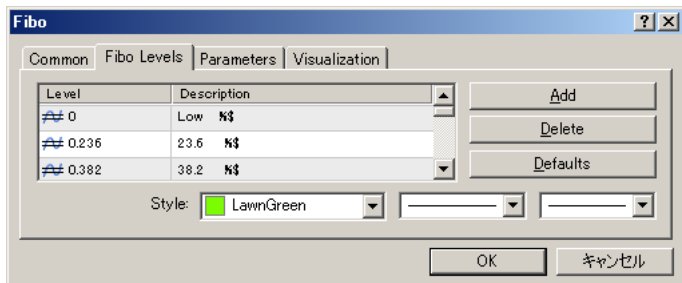 Fibo
Common Fibo Levels Parameters Visualization
Level Description
0 Low %$
0.236 23.6 %$
0.382 38.2 %$
Add
Delete
Defaults
Style: LawnGreen
OK キャンセル